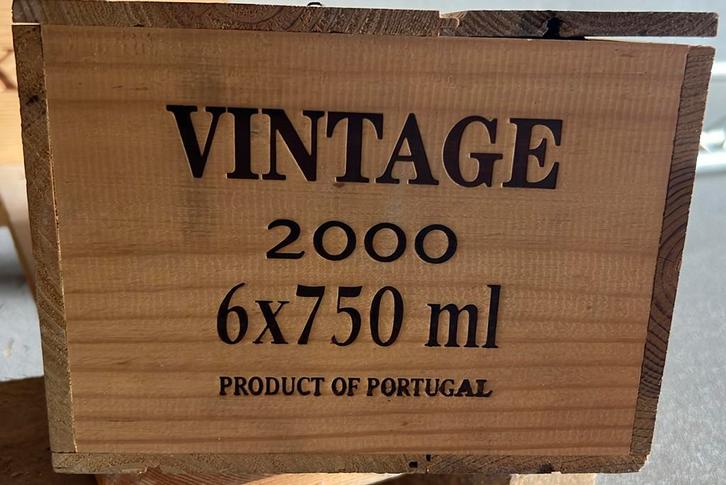 VINTAGE
2000
6x750 ml
PRODUCT OF PORTUGAL